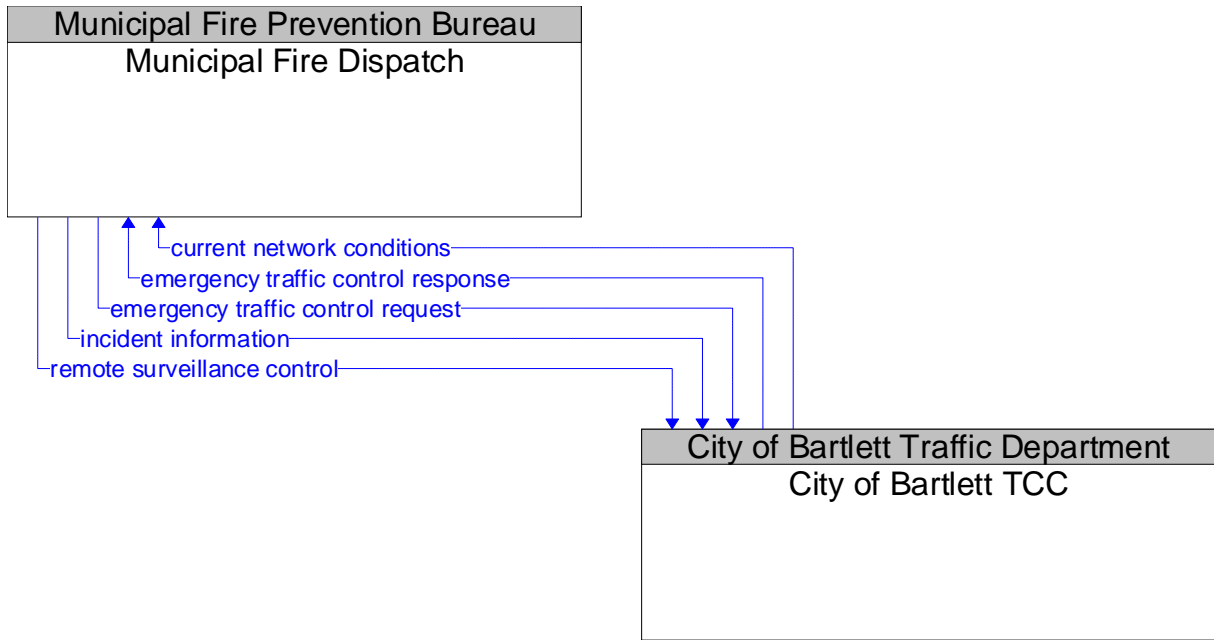 Municipal Fire Prevention Bureau
Municipal Fire Dispatch
current network conditions
emergency traffic control response
emergency traffic control request
incident information
remote surveillance control
City of Bartlett Traffic Department
City of Bartlett TCC